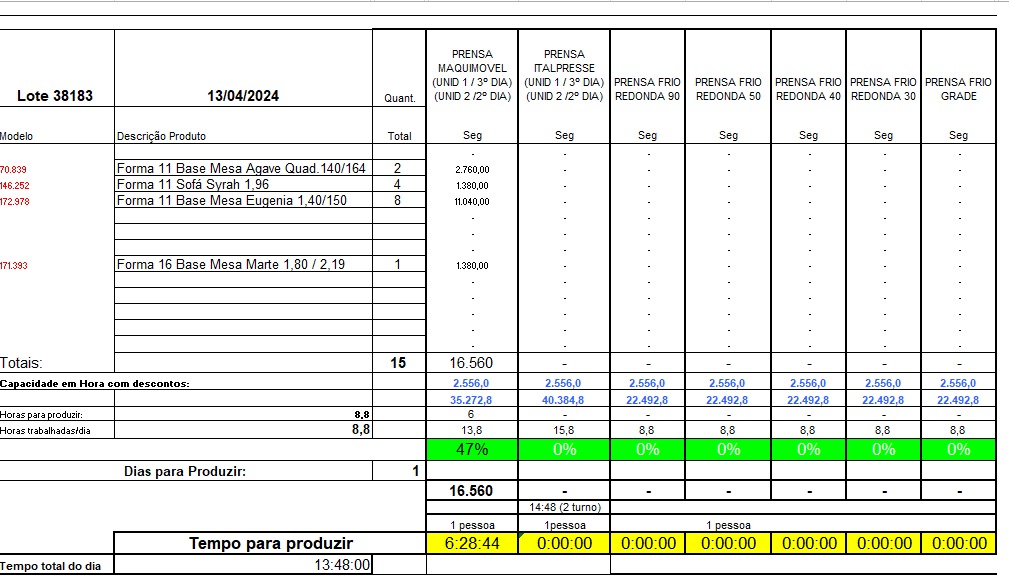 PRENSA PRENSA
MAQUIMOVEL ITALPRESSE
(UNID 1 / 3º DIA) (UNID 1 / 3º DIA) PRENSA FRIO PRENSA FRIO PRENSA FRIO PRENSA FRIO PRENSA FRIO
Lote 38183 13/04/2024 Quant. (UNID 2 /2º DIA) (UNID 2 /2º DIA) REDONDA 90 REDONDA 50 REDONDA 40 REDONDA 30 GRADE
Modelo Descrição Produto Total Seg Seg Seg Seg Seg Seg Seg
- - - - - - -
70.839 Forma 11 Base Mesa Agave Quad.140/164 2 2.760,00 - - - - - -
146.252 Forma 11 Sofá Syrah 1,96 4 1.380,00 - - - - - -
172.978 Forma 11 Base Mesa Eugenia 1,40/150 8 11.040,00 - - - - - -
- - - - - - -
- - - - - - -
- - - - - - -
171.393 Forma 16 Base Mesa Marte 1,80 / 2,19 1 1.380,00 - - - - - -
- - - - - - -
- - - - - - -
- - - - - - -
- - - - - - -
- - - - - - -
Totais: 15 16.560 - - - - - -
Capacidade em Hora com descontos: 2.556,0 2.556,0 2.556,0 2.556,0 2.556,0 2.556,0 2.556,0
35.272,8 40.384,8 22.492,8 22.492,8 22.492,8 22.492,8 22.492,8
Horas para produzir: 8,8 6 - - - - - -
Horas trabalhadas/dia 8,8 13,8 15,8 8,8 8,8 8,8 8,8 8,8
47% 0% 0% 0% 0% 0% 0%
Dias para Produzir: 1
16.560 - - - - - -
14:48 (2 turno)
1 pessoa 1pessoa 1 pessoa
Tempo para produzir 6:28:44 0:00:00 0:00:00 0:00:00 0:00:00 0:00:00 0:00:00
Tempo total do dia 13:48:00